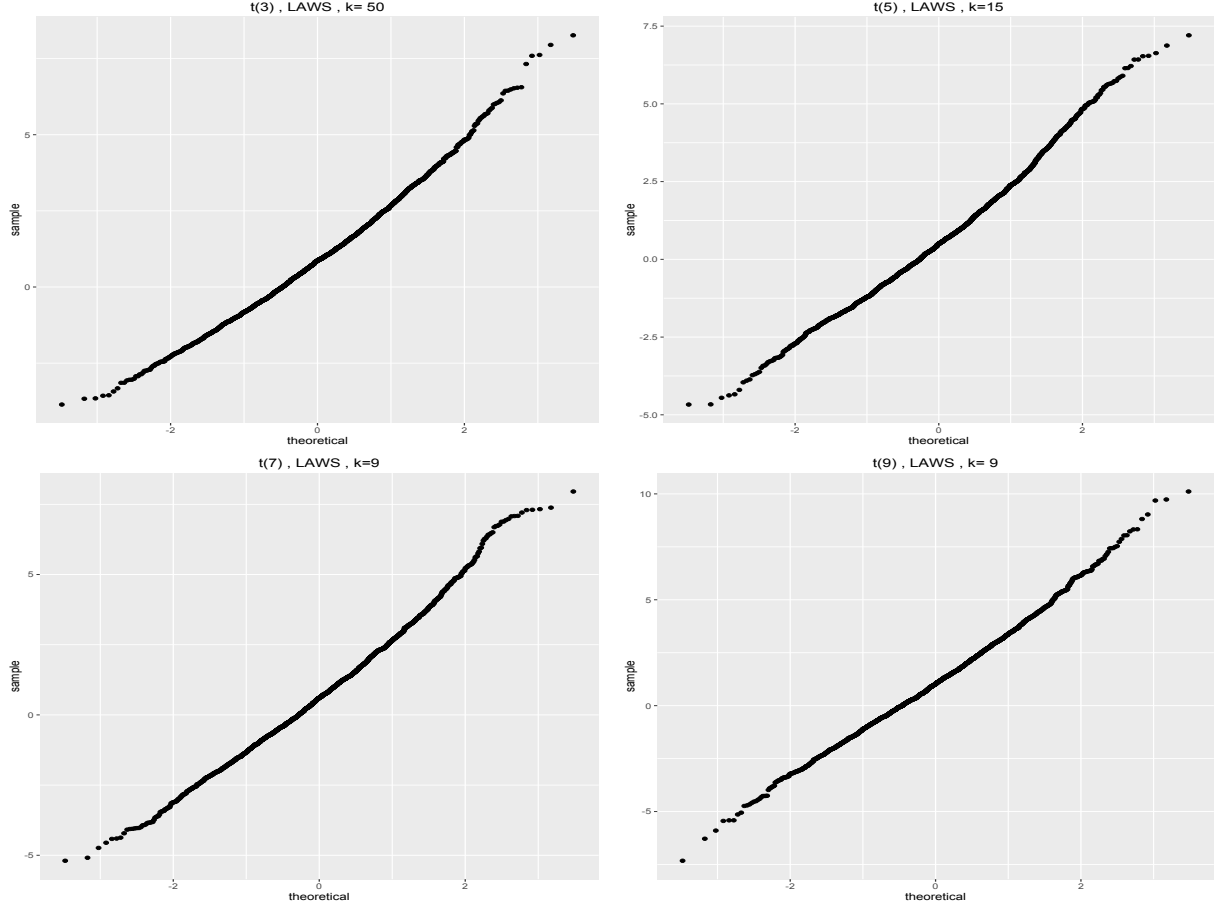 t(3) , LAWS , k= 50
5
0
sample
-2
0
2
theoretical
t(5) , LAWS , k=15
7.5
5.0
2.5
0.0
-2.5
-5.0
sample
-2
0
2
theoretical
t(7) , LAWS , k=9
5
0
-5
sample
-2
0
2
theoretical
t(9) , LAWS , k= 9
10
5
0
-5
sample
-2
0
2
theoretical